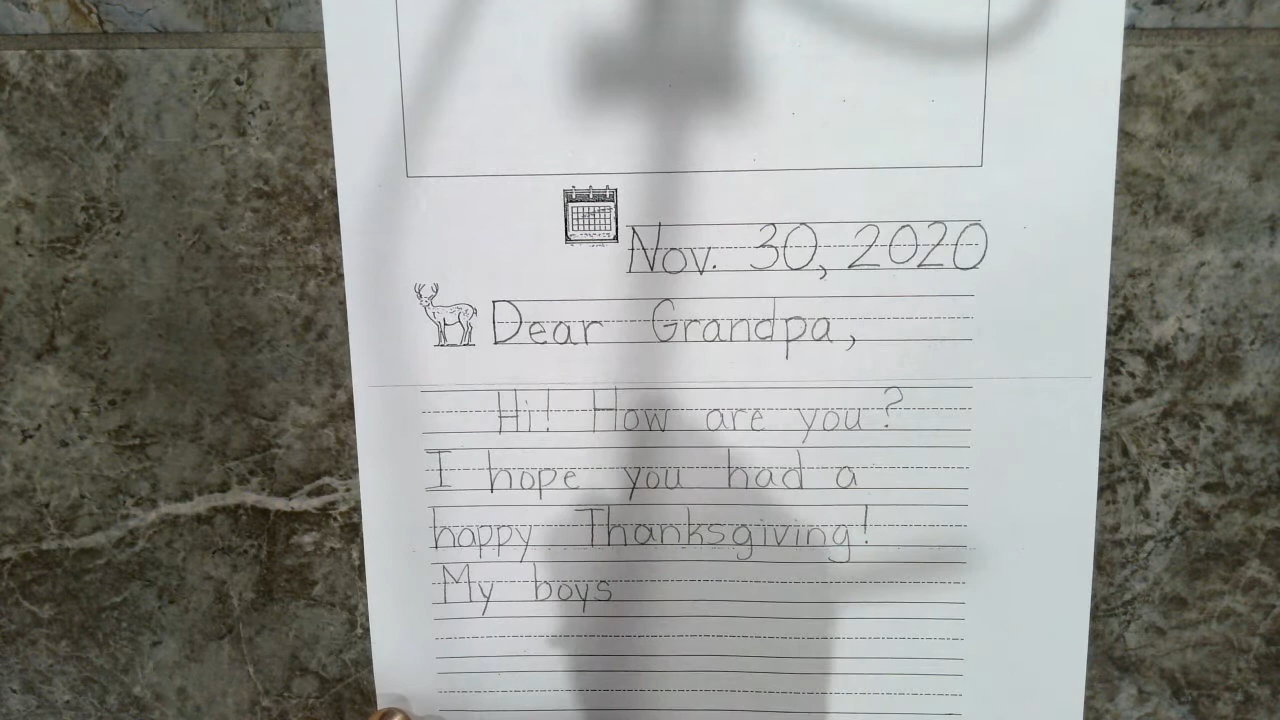 Nov. 30, 2020
Dear Grandpa,
Hi! How are you?
I hope you had a
happy Thanksgiving!
My boys